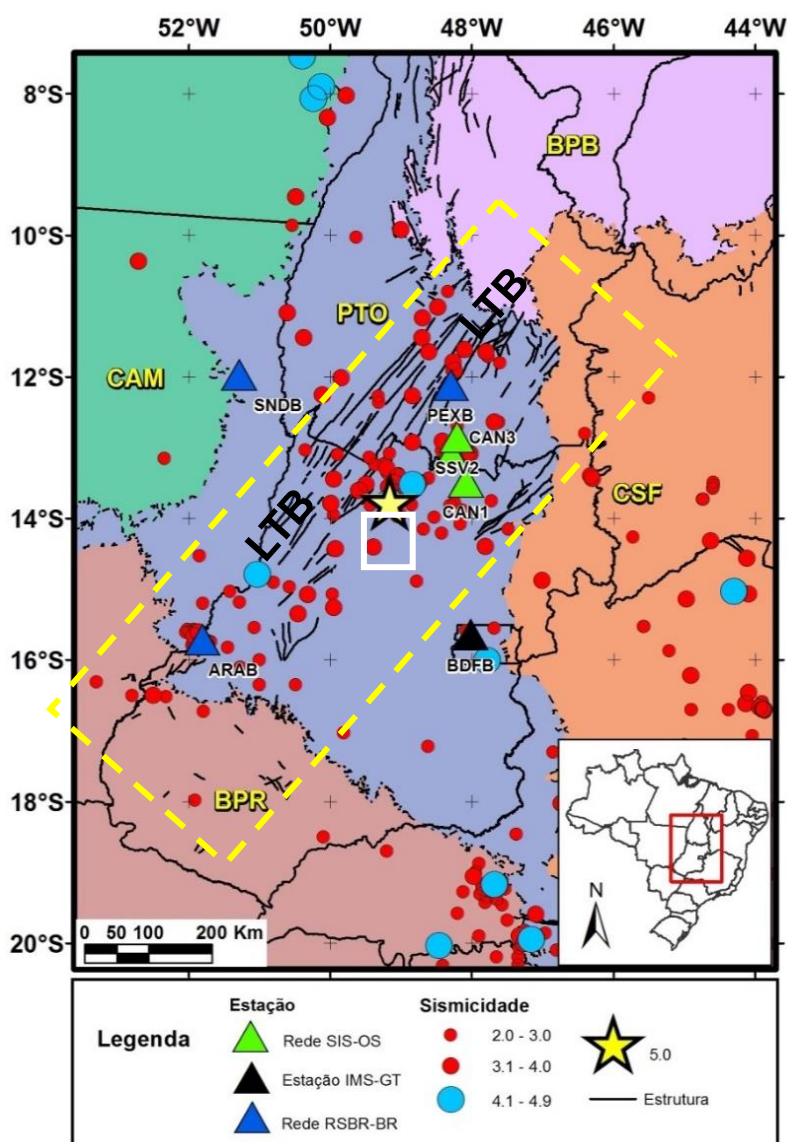 52°W 50°W 48°W 46°W 44°W
8°S
BPB
10°S
LTB
PTO
12°S
CAM
SNDB
PEXB
CAN3
SSV2
CSF
CAN1
14°S
LTB
16°S
ARAB
BDFB
18°S
BPR
N
0 50 100 200 Km
20°S
Legenda
Estação
Rede SIS-OS
Estação IMS-GT
Rede RSBR-BR
Sismicidade
2.0 - 3.0
3.1 - 4.0
4.1 - 4.9
5.0
Estrutura